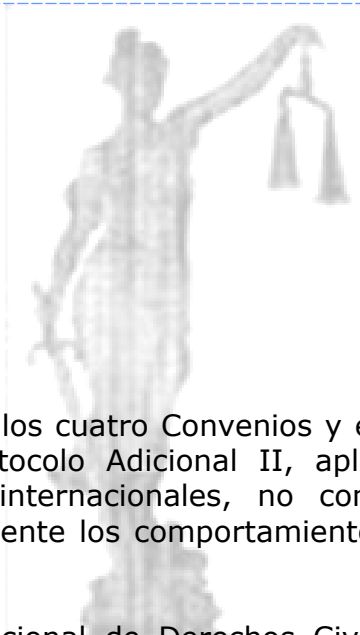 los cuatro Convenios y e
tocolo Adicional II, apl
internacionales, no con
ente los comportamiento
cional de Derechos Civ